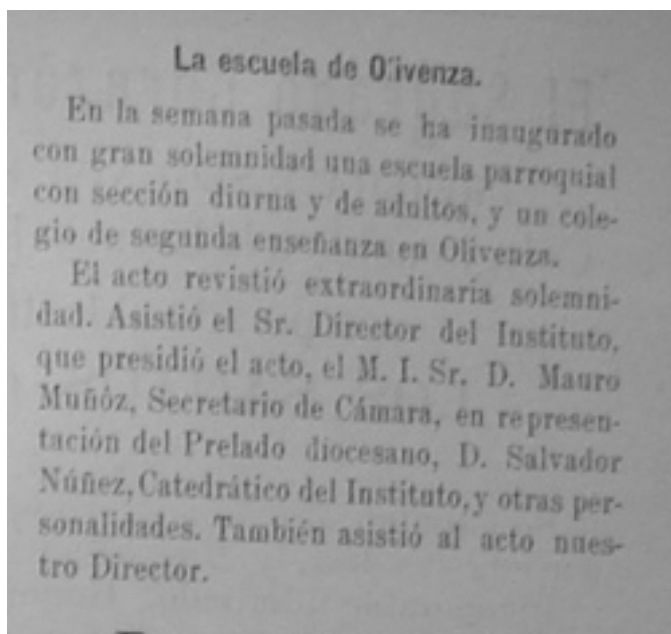 La escuela de Olivenza.
En la semana pasada se ha inaugurado
con gran solemnidad una escuela parroquial
con sección diurna y de adultos, y un cole-
gio de segunda enseñanza en Olivenza.
El acto revistió extraordinaria solemni-
dad. Asistió el Sr. Director del Instituto,
que presidió el acto, el M. I. Sr. D. Mauro
Muñóz, Secretario de Cámara, en represen-
tación del Prelado diocesano, D. Salvador
Núñez, Catedrático del Instituto, y otras per-
sonalidades. También asistió al acto nues-
tro Director.